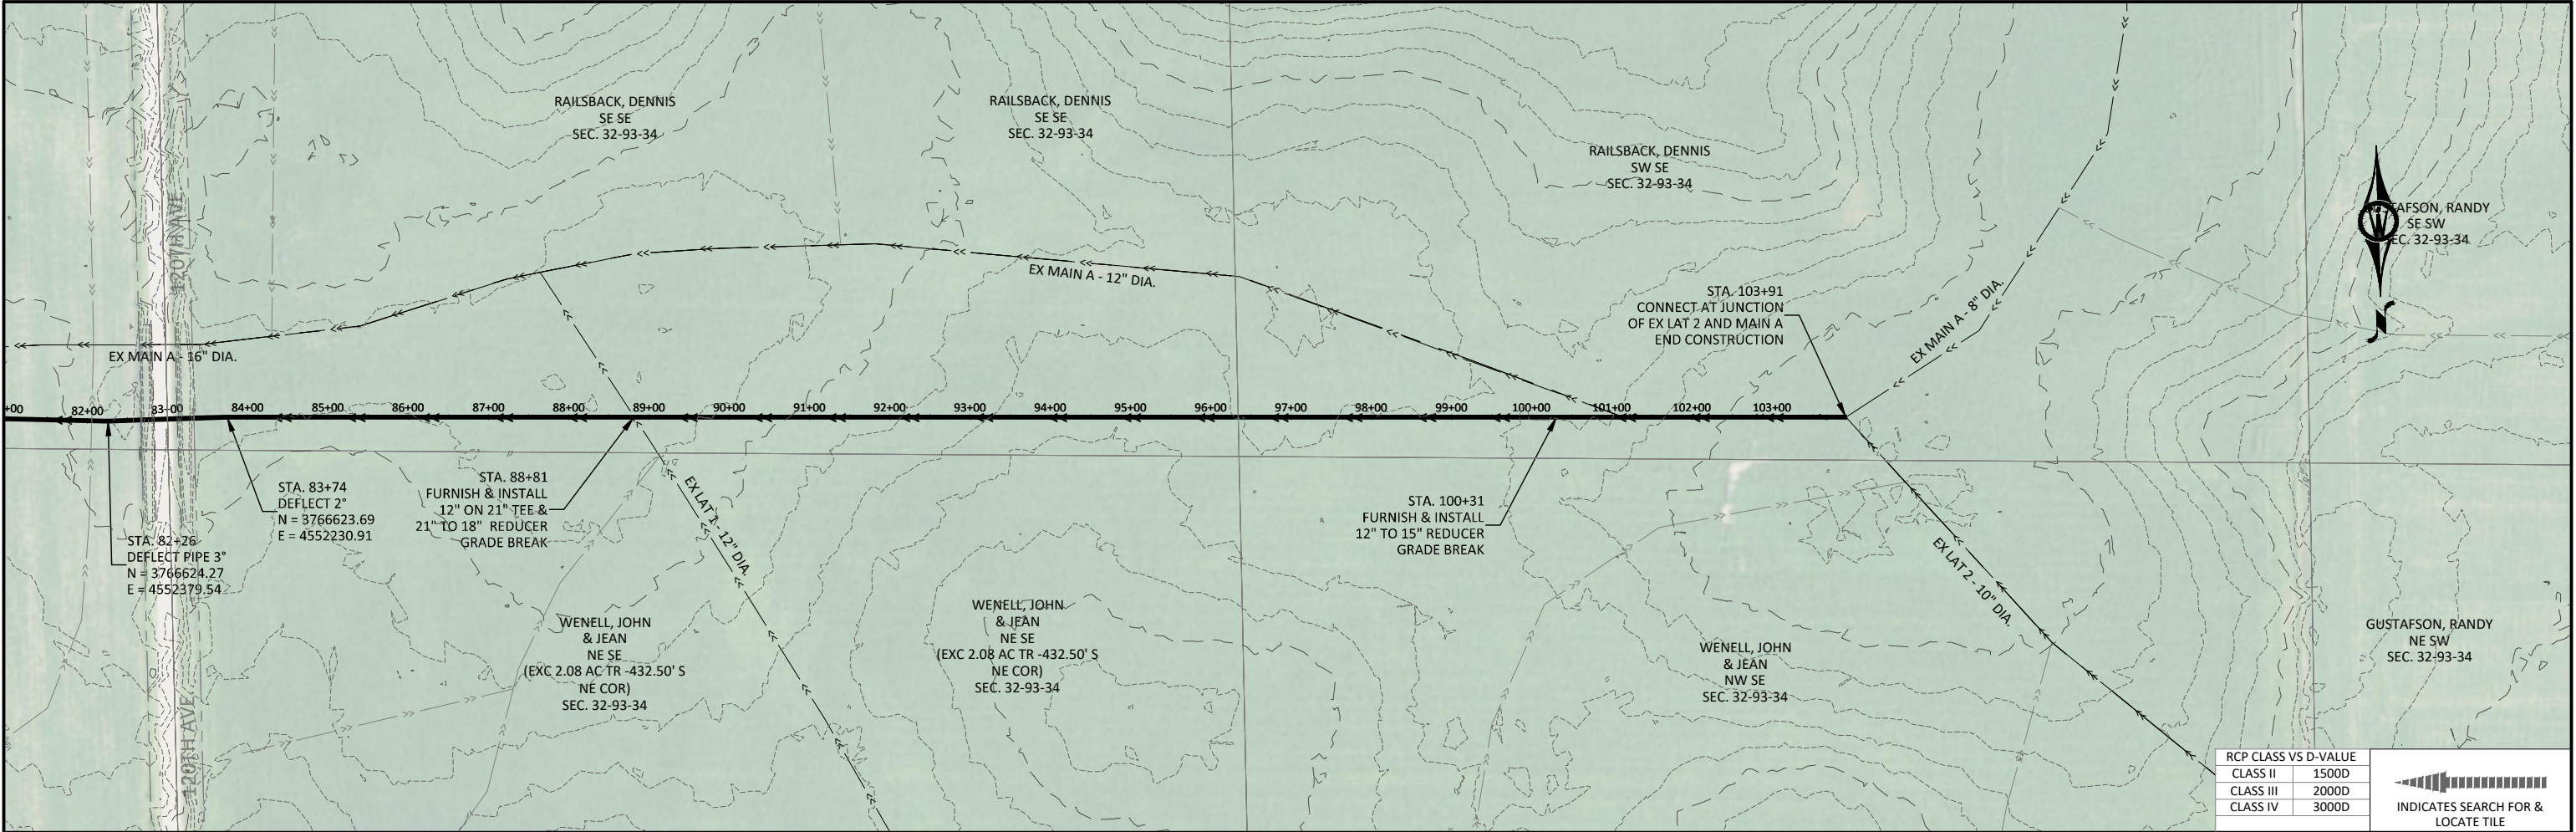 RAILSBACK, DENNIS
SE SE
SEC. 32-93-34
RAILSBACK, DENNIS
SE SE
SEC. 32-93-34
RAILSBACK, DENNIS
SW SE
SEC. 32-93-34
TAFSON, RANDY
SE SW
EC. 32-93-34
W
N
120TH AVE
EX MAIN A - 12" DIA.
EX MAIN A - 8" DIA.
STA. 103+91
CONNECT AT JUNCTION
OF EX LAT 2 AND MAIN A
END CONSTRUCTION
EX MAIN A - 16" DIA.
+00 82+00 83+00 84+00 85+00 86+00 87+00 88+00 89+00 90+00 91+00 92+00 93+00 94+00 95+00 96+00 97+00 98+00 99+00 100+00 101+00 102+00 103+00
STA. 82+26
DEFLECT PIPE 3°
N = 3766624.27
E = 4552379.54
STA. 83+74
DEFLECT 2°
N = 3766623.69
E = 4552230.91
STA. 88+81
FURNISH & INSTALL
12" ON 21" TEE &
21" TO 18" REDUCER
GRADE BREAK
EX LAT 1 - 12" DIA.
STA. 100+31
FURNISH & INSTALL
12" TO 15" REDUCER
GRADE BREAK
EX LAT 2 - 10" DIA.
WENELL, JOHN
& JEAN
NE SE
(EXC 2.08 AC TR -432.50' S
NE COR)
SEC. 32-93-34
WENELL, JOHN
& JEAN
NE SE
(EXC 2.08 AC TR -432.50' S
NE COR)
SEC. 32-93-34
WENELL, JOHN
& JEAN
NW SE
SEC. 32-93-34
GUSTAFSON, RANDY
NE SW
SEC. 32-93-34
120TH AVE
RCP CLASS VS D-VALUE
CLASS II 1500D
CLASS III 2000D
CLASS IV 3000D
INDICATES SEARCH FOR &
LOCATE TILE